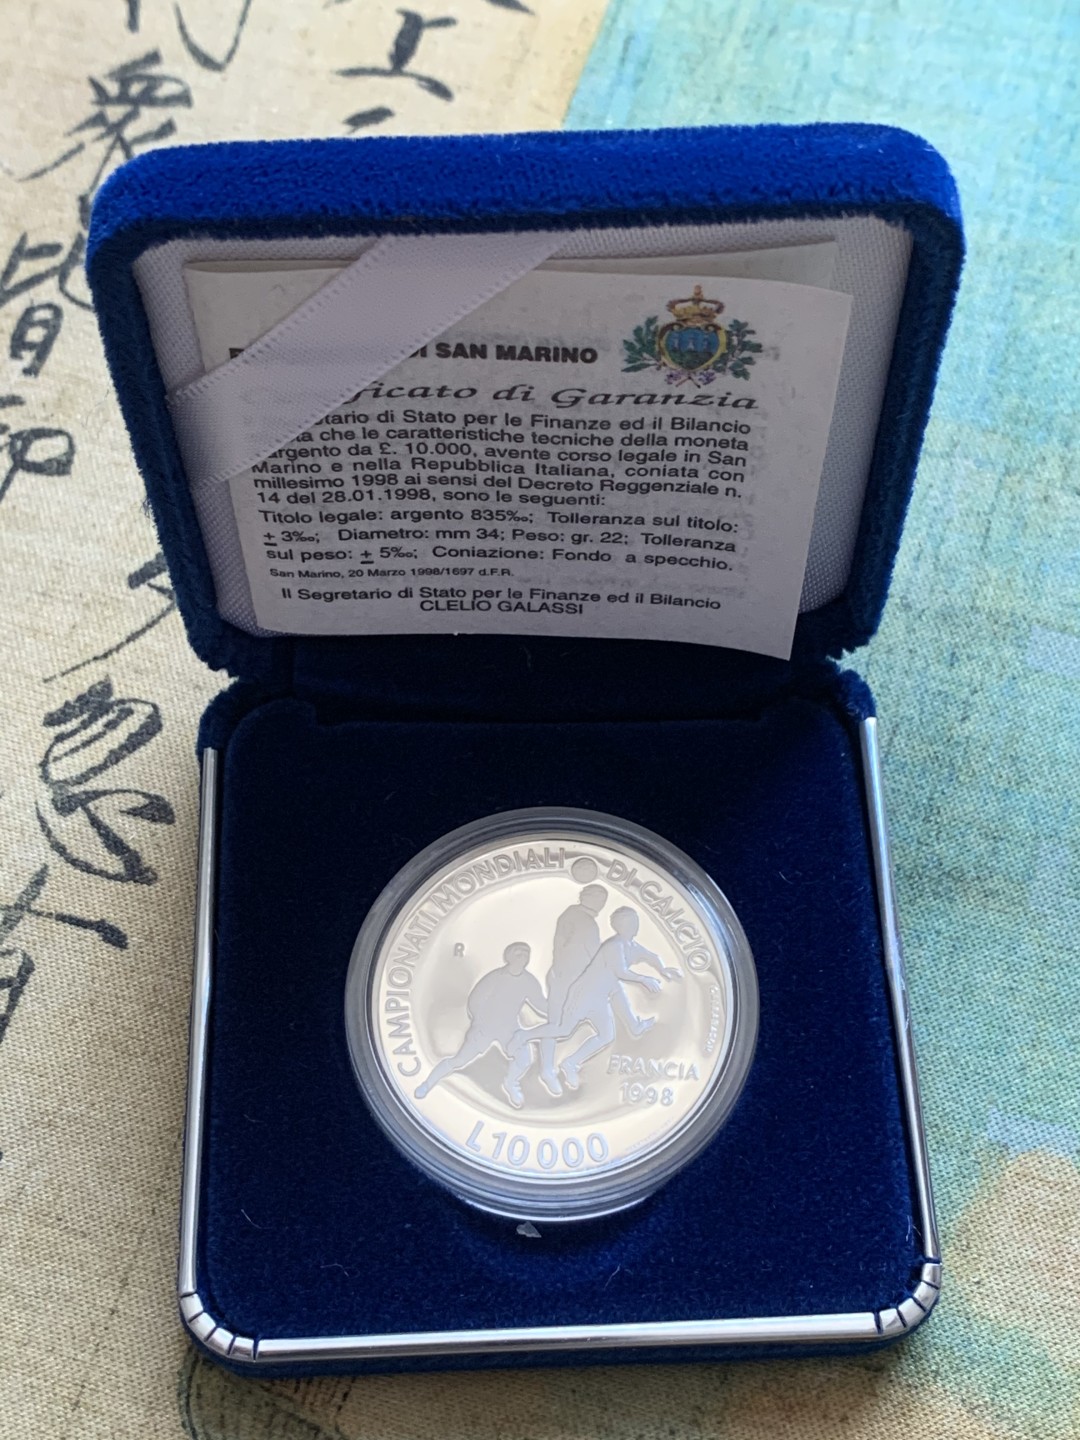 衆
上
皆
DI SAN MARINO
ficato di Garanzia
tario di Stato per le Finanze ed il Bilancio
che le caratteristiche tecniche della moneta
argento da £. 10.000, avente corso legale in San
Marino e nella Repubblica Italiana, coniata con
millesimo 1998 ai sensi del Decreto Reggenziale n.
14 del 28.01.1998, sono le seguenti:
Titolo legale: argento 835‰; Tolleranza sul titolo:
± 3‰; Diametro: mm 34; Peso: gr. 22; Tolleranza
sul peso: ± 5‰; Coniazione: Fondo a specchio.
San Marino, 20 Marzo 1998/1697 d.F.R.
Il Segretario di Stato per le Finanze ed il Bilancio
CLELIO GALASSI
CAMPIONATI MONDIALI DI CALCIO
R
FRANCIA
1998
L 10 000